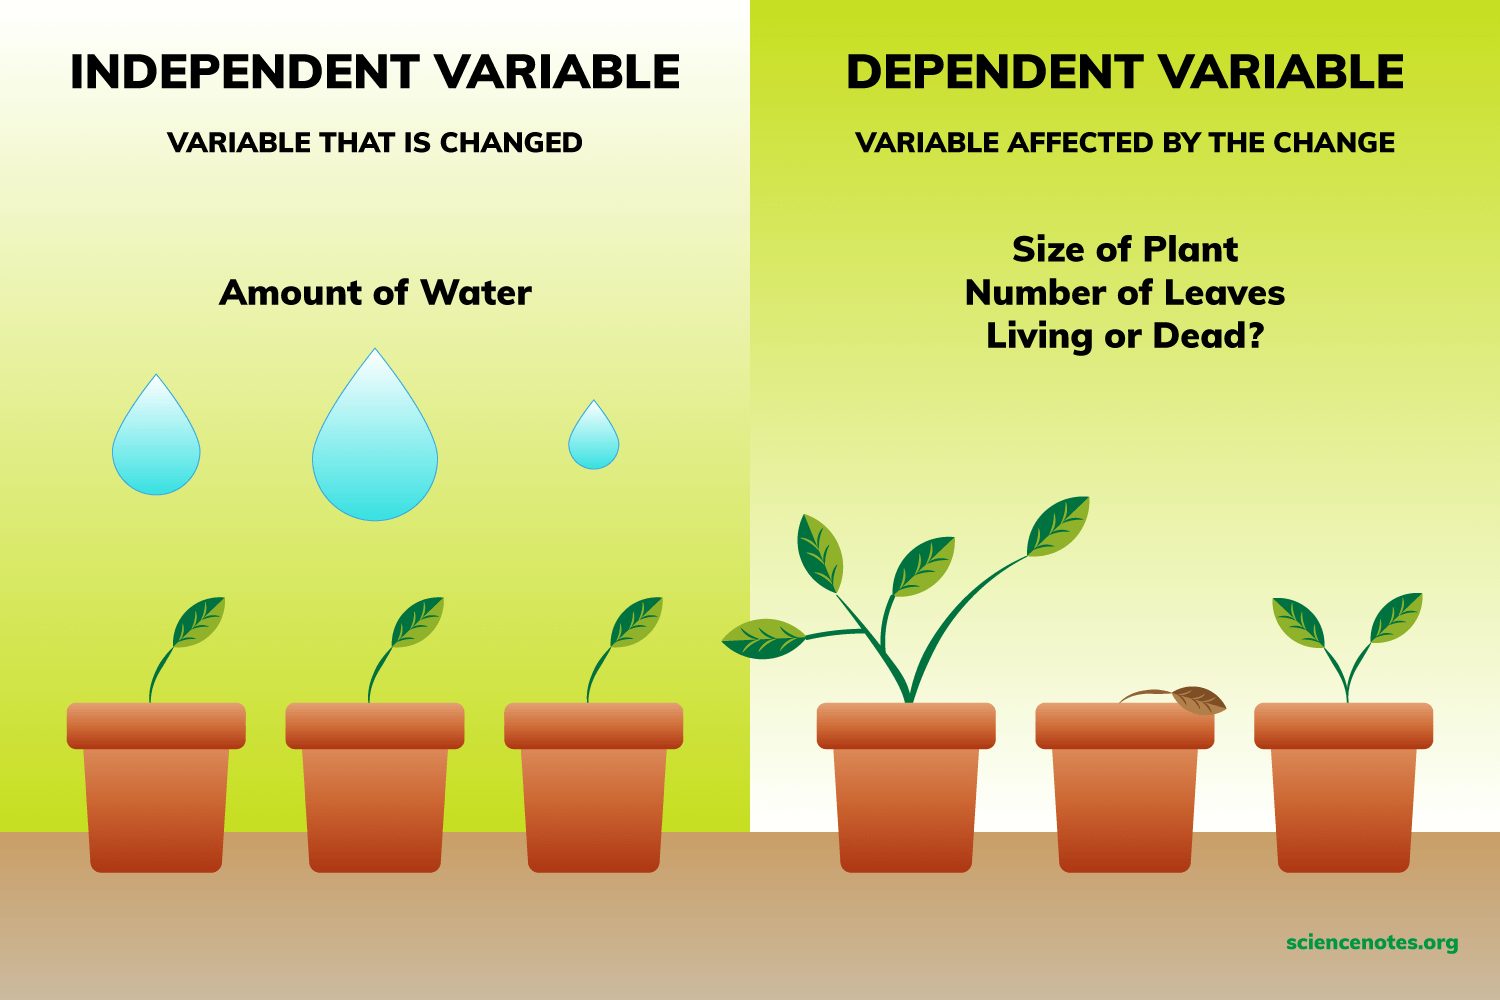 INDEPENDENT VARIABLE
VARIABLE THAT IS CHANGED
Amount of Water
DEPENDENT VARIABLE
VARIABLE AFFECTED BY THE CHANGE
Size of Plant
Number of Leaves
Living or Dead?
sciencenotes.org